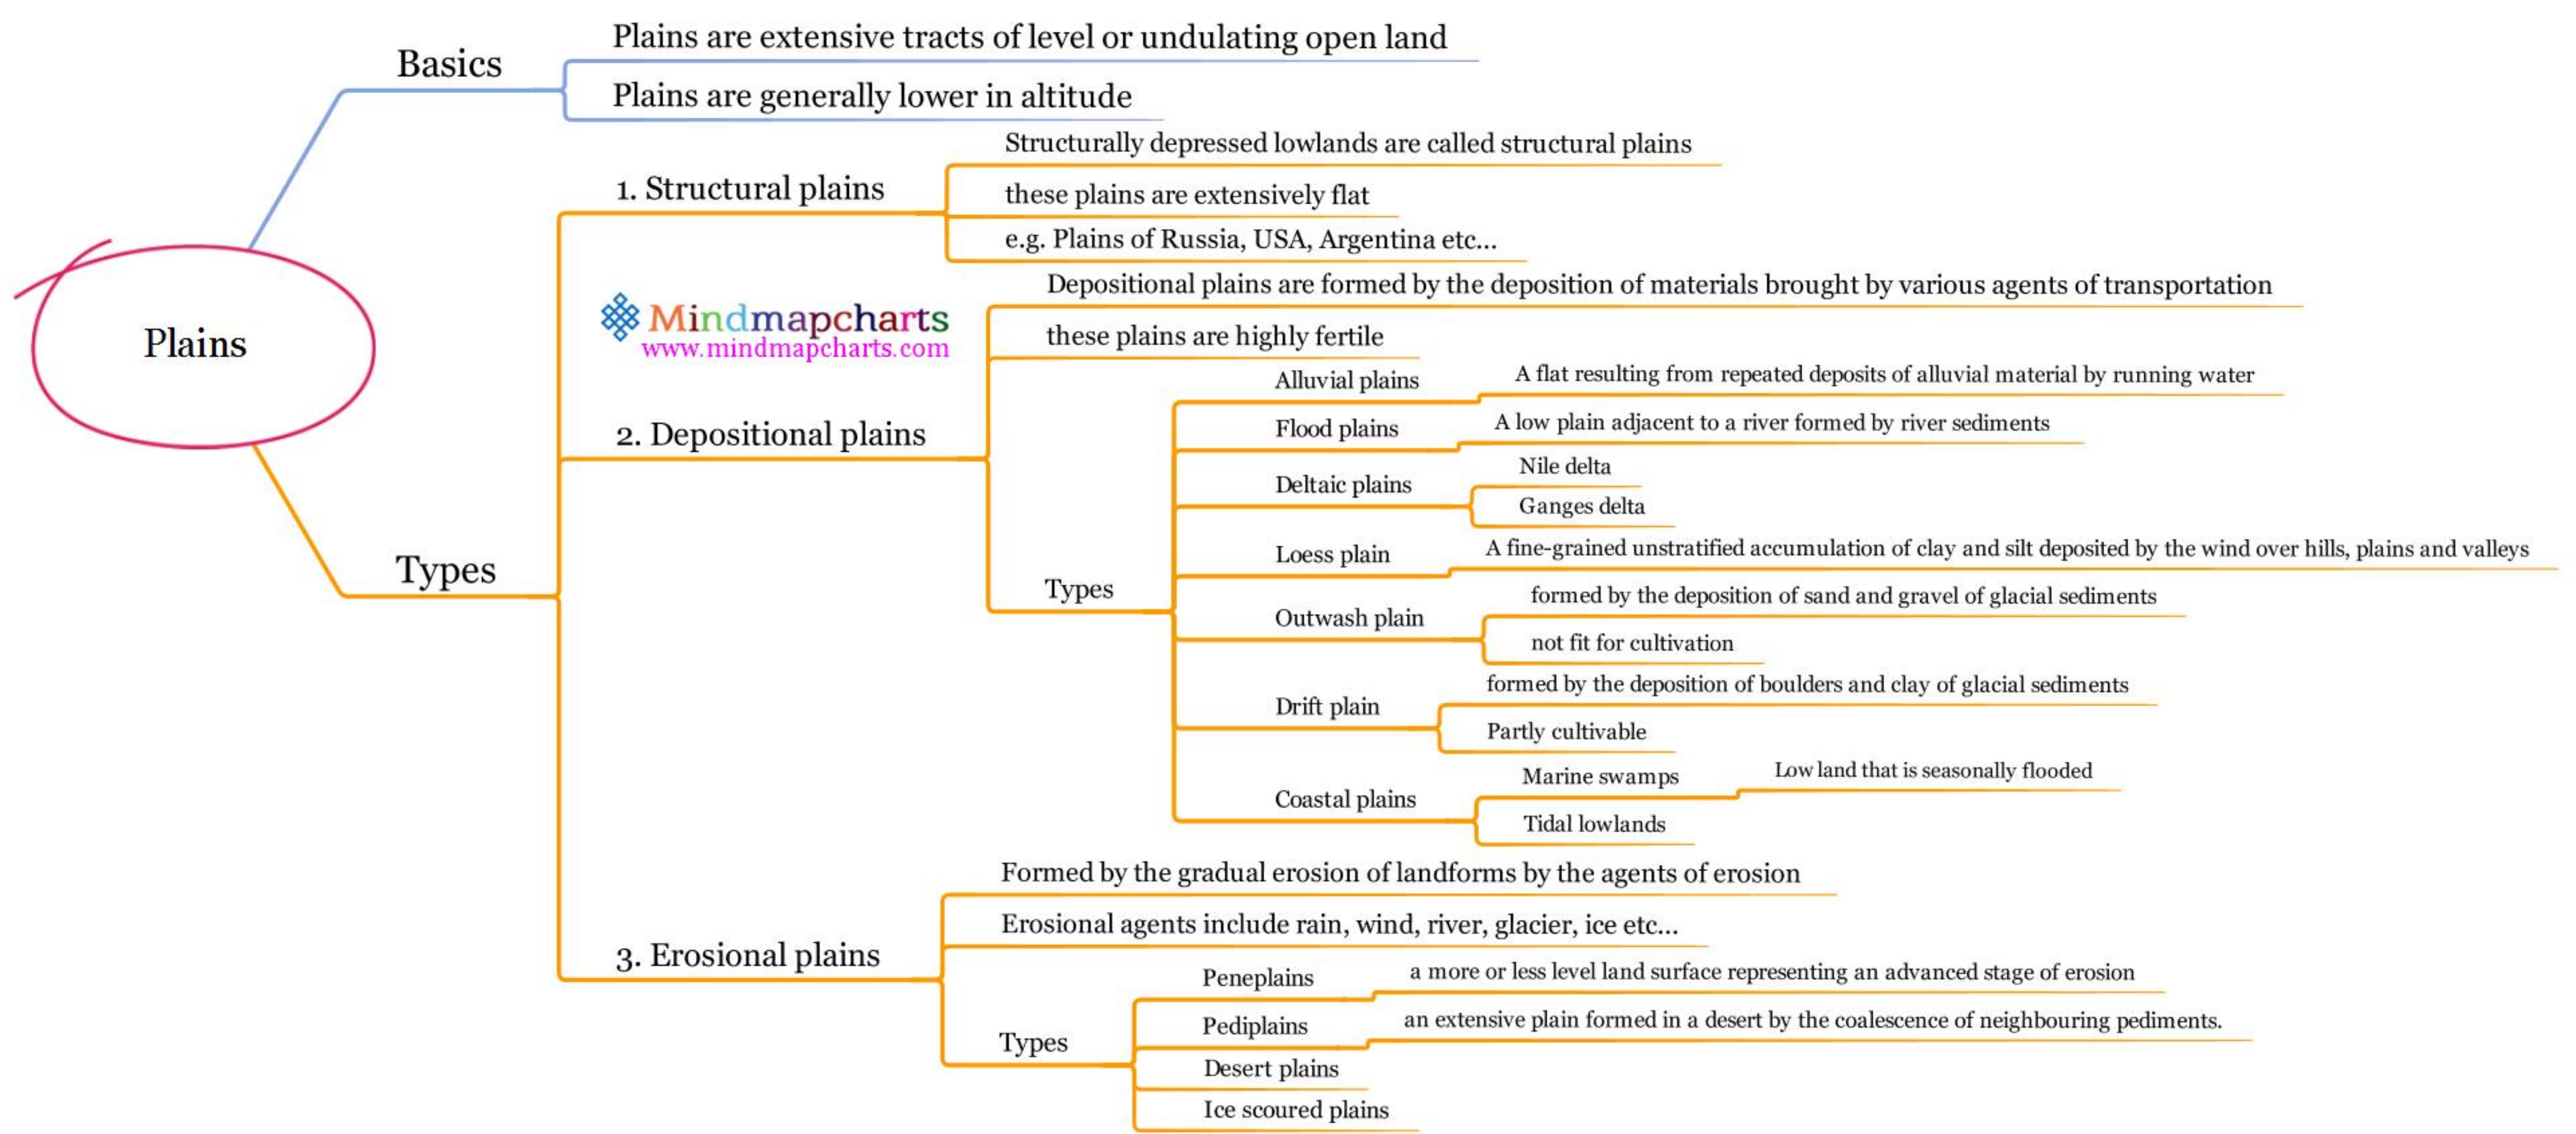 Plains
Basics
Plains are extensive tracts of level or undulating open land
Plains are generally lower in altitude
Types
1. Structural plains
Structurally depressed lowlands are called structural plains
these plains are extensively flat
e.g. Plains of Russia, USA, Argentina etc...
Mindmapcharts
www.mindmapcharts.com
2. Depositional plains
Depositional plains are formed by the deposition of materials brought by various agents of transportation
these plains are highly fertile
Types
Alluvial plains
A flat resulting from repeated deposits of alluvial material by running water
Flood plains
A low plain adjacent to a river formed by river sediments
Deltaic plains
Nile delta
Ganges delta
Loess plain
A fine-grained unstratified accumulation of clay and silt deposited by the wind over hills, plains and valleys
Outwash plain
formed by the deposition of sand and gravel of glacial sediments
not fit for cultivation
Drift plain
formed by the deposition of boulders and clay of glacial sediments
Partly cultivable
Coastal plains
Marine swamps
Low land that is seasonally flooded
Tidal lowlands
3. Erosional plains
Formed by the gradual erosion of landforms by the agents of erosion
Erosional agents include rain, wind, river, glacier, ice etc...
Types
Peneplains
a more or less level land surface representing an advanced stage of erosion
Pediplains
an extensive plain formed in a desert by the coalescence of neighbouring pediments.
Desert plains
Ice scoured plains